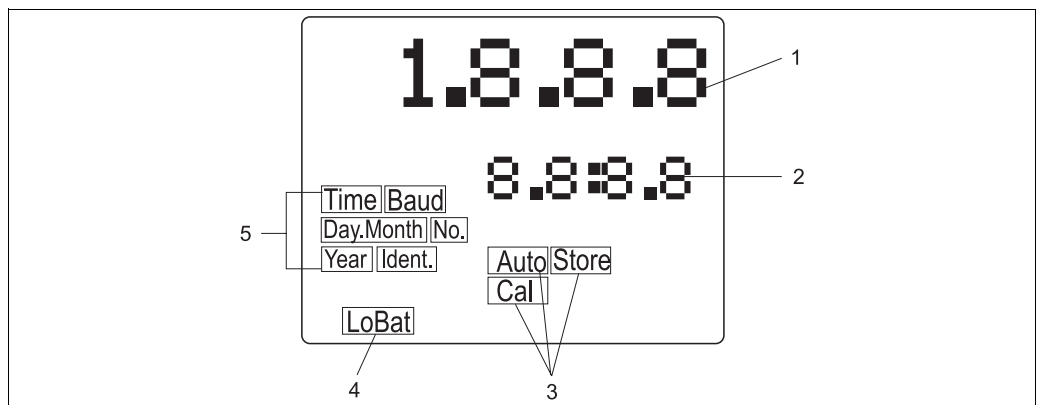 1.8.8.8
1
8.8:8.8
2
Time Baud
5
Day.Month No.
Year Ident.
Auto Store
Cal
LoBat
4
3